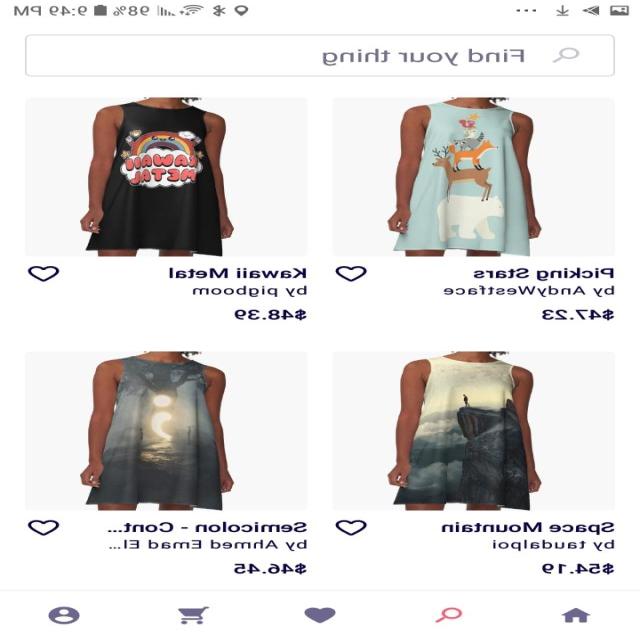 9:49 PM
98%
Find your thing
KAWAII
METAL
Picking Stars
by AndyWestface
$47.23
Kawaii Metal
by pigboom
$48.39
Space Mountain
by taudalpoi
$54.19
Semicolon - Cont...
by Ahmed Emad El...
$46.45